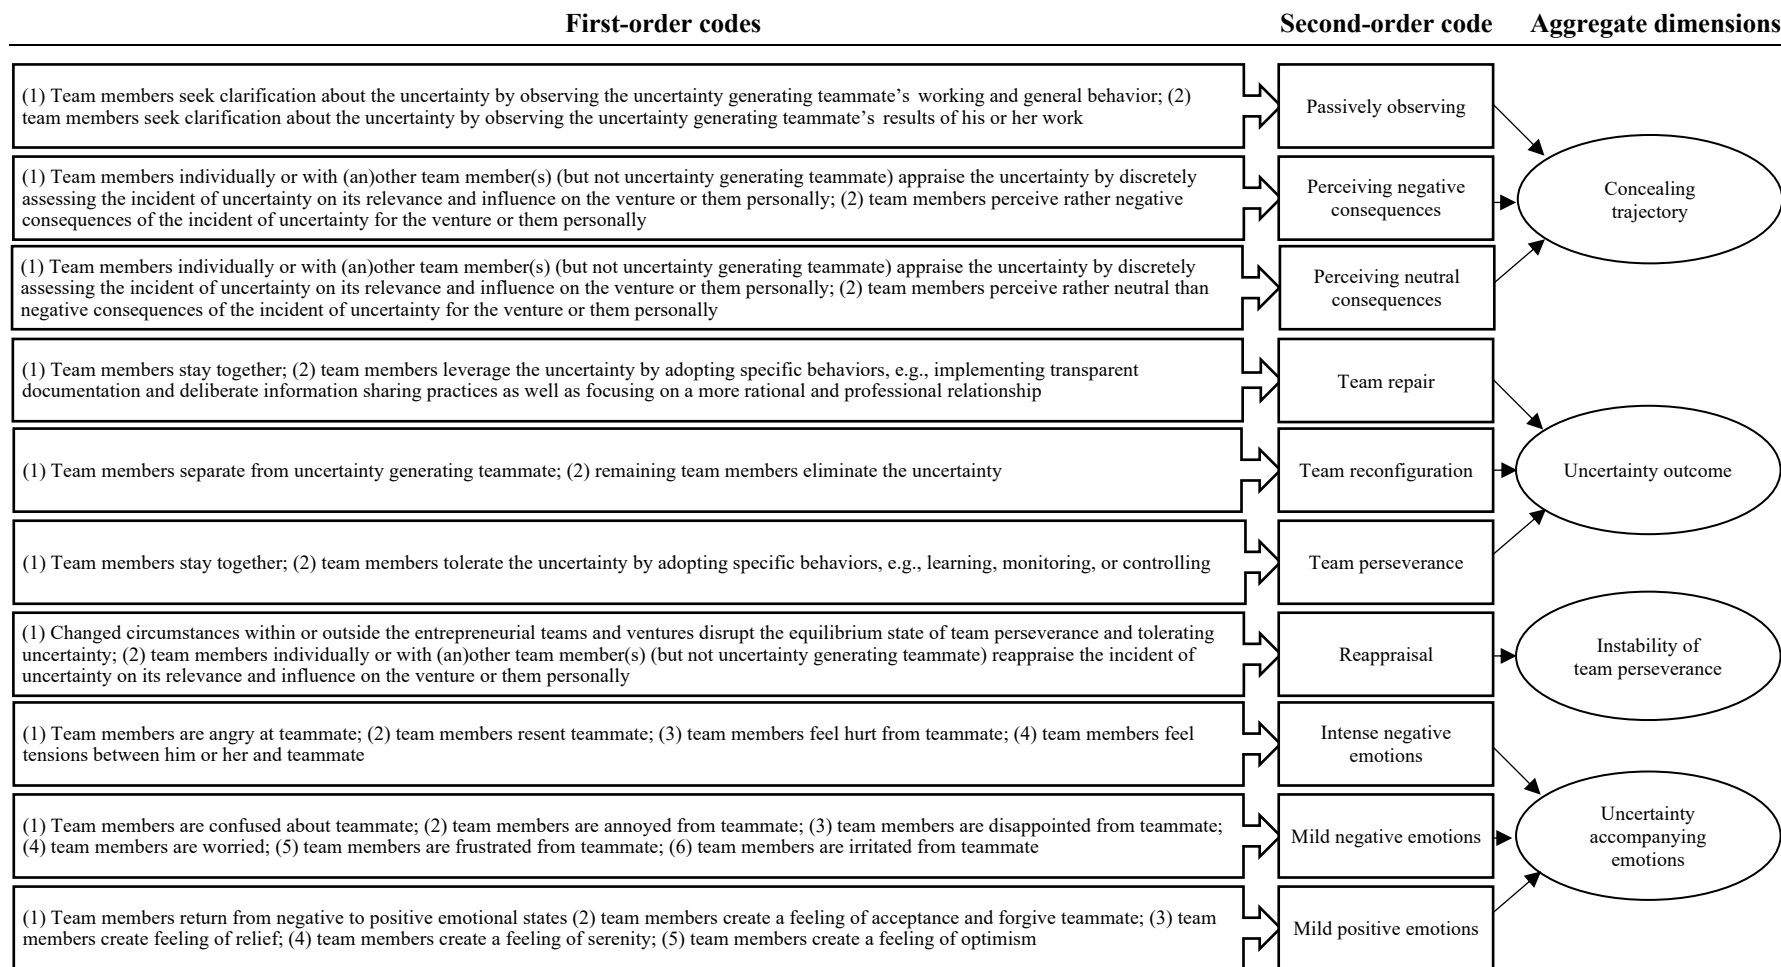 First-order codes
Second-order code
Aggregate dimensions
(1) Team members seek clarification about the uncertainty by observing the uncertainty generating teammate’s working and general behavior; (2)
team members seek clarification about the uncertainty by observing the uncertainty generating teammate’s results of his or her work
Passively observing
(1) Team members individually or with (an)other team member(s) (but not uncertainty generating teammate) appraise the uncertainty by discretely
assessing the incident of uncertainty on its relevance and influence on the venture or them personally; (2) team members perceive rather negative
consequences of the incident of uncertainty for the venture or them personally
Perceiving negative
consequences
Concealing
trajectory
(1) Team members individually or with (an)other team member(s) (but not uncertainty generating teammate) appraise the uncertainty by discretely
assessing the incident of uncertainty on its relevance and influence on the venture or them personally; (2) team members perceive rather neutral than
negative consequences of the incident of uncertainty for the venture or them personally
Perceiving neutral
consequences
(1) Team members stay together; (2) team members leverage the uncertainty by adopting specific behaviors, e.g., implementing transparent
documentation and deliberate information sharing practices as well as focusing on a more rational and professional relationship
Team repair
(1) Team members separate from uncertainty generating teammate; (2) remaining team members eliminate the uncertainty
Team reconfiguration
Uncertainty outcome
(1) Team members stay together; (2) team members tolerate the uncertainty by adopting specific behaviors, e.g., learning, monitoring, or controlling
Team perseverance
(1) Changed circumstances within or outside the entrepreneurial teams and ventures disrupt the equilibrium state of team perseverance and tolerating
uncertainty; (2) team members individually or with (an)other team member(s) (but not uncertainty generating teammate) reappraise the incident of
uncertainty on its relevance and influence on the venture or them personally
Reappraisal
Instability of
team perseverance
(1) Team members are angry at teammate; (2) team members resent teammate; (3) team members feel hurt from teammate; (4) team members feel
tensions between him or her and teammate
Intense negative
emotions
(1) Team members are confused about teammate; (2) team members are annoyed from teammate; (3) team members are disappointed from teammate;
(4) team members are worried; (5) team members are frustrated from teammate; (6) team members are irritated from teammate
Mild negative emotions
Uncertainty
accompanying
emotions
(1) Team members return from negative to positive emotional states (2) team members create a feeling of acceptance and forgive teammate; (3) team
members create feeling of relief; (4) team members create a feeling of serenity; (5) team members create a feeling of optimism
Mild positive emotions